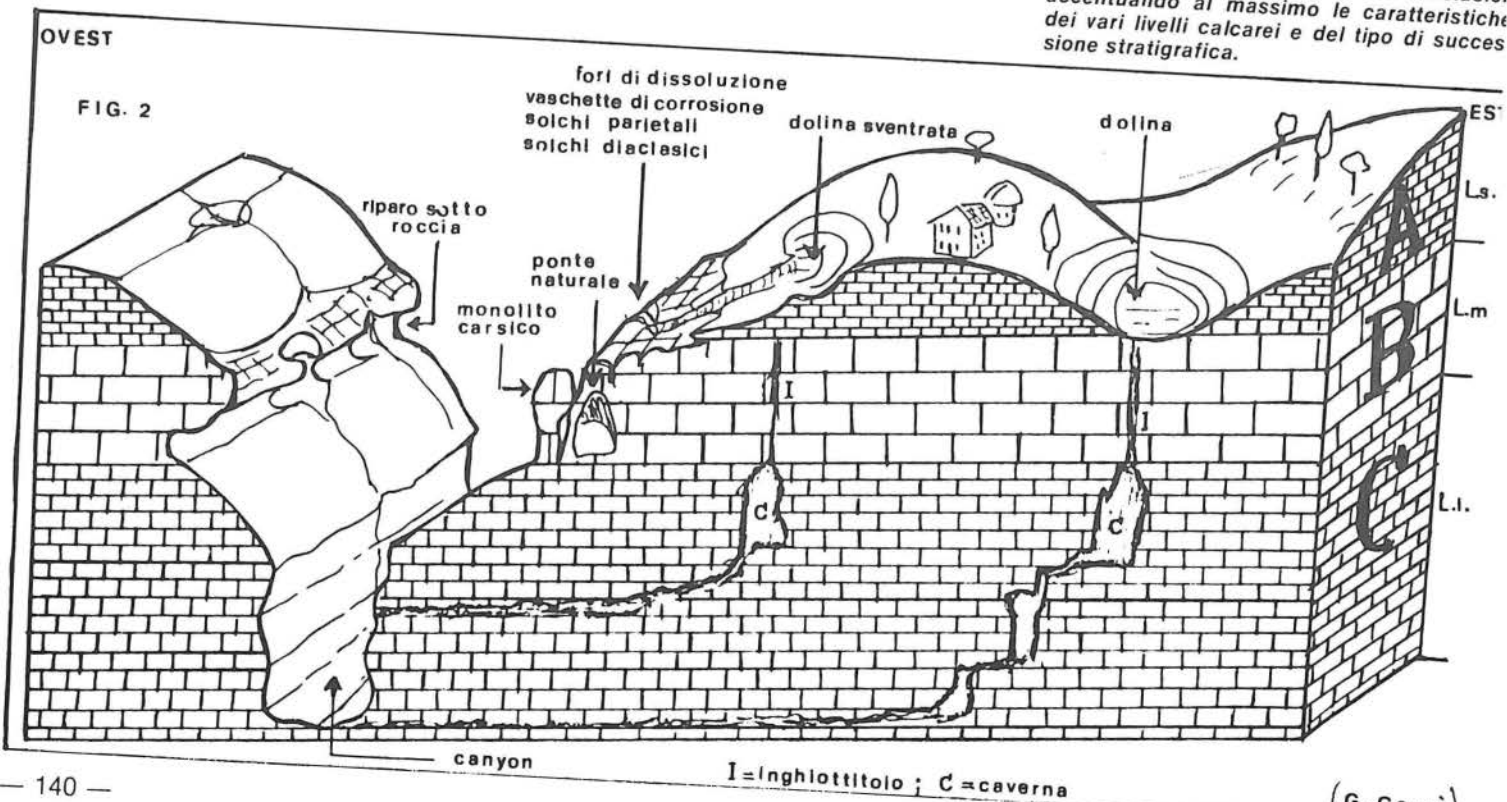 accentuando al massimo le caratteristiche
dei vari livelli calcarei e del tipo di succes
sione stratigrafica.
OVEST
EST
FIG. 2
fori di dissoluzione
vaschette di corrosione
solchi parietali
solchi diaclasici
dolina sventrata
dolina
riparo sotto
roccia
ponte
naturale
monolito
carsico
L.s.
A
L.m
B
I
I
C
C
C
L.i.
canyon
I = inghiottitoio ; C = caverna
— 140 —